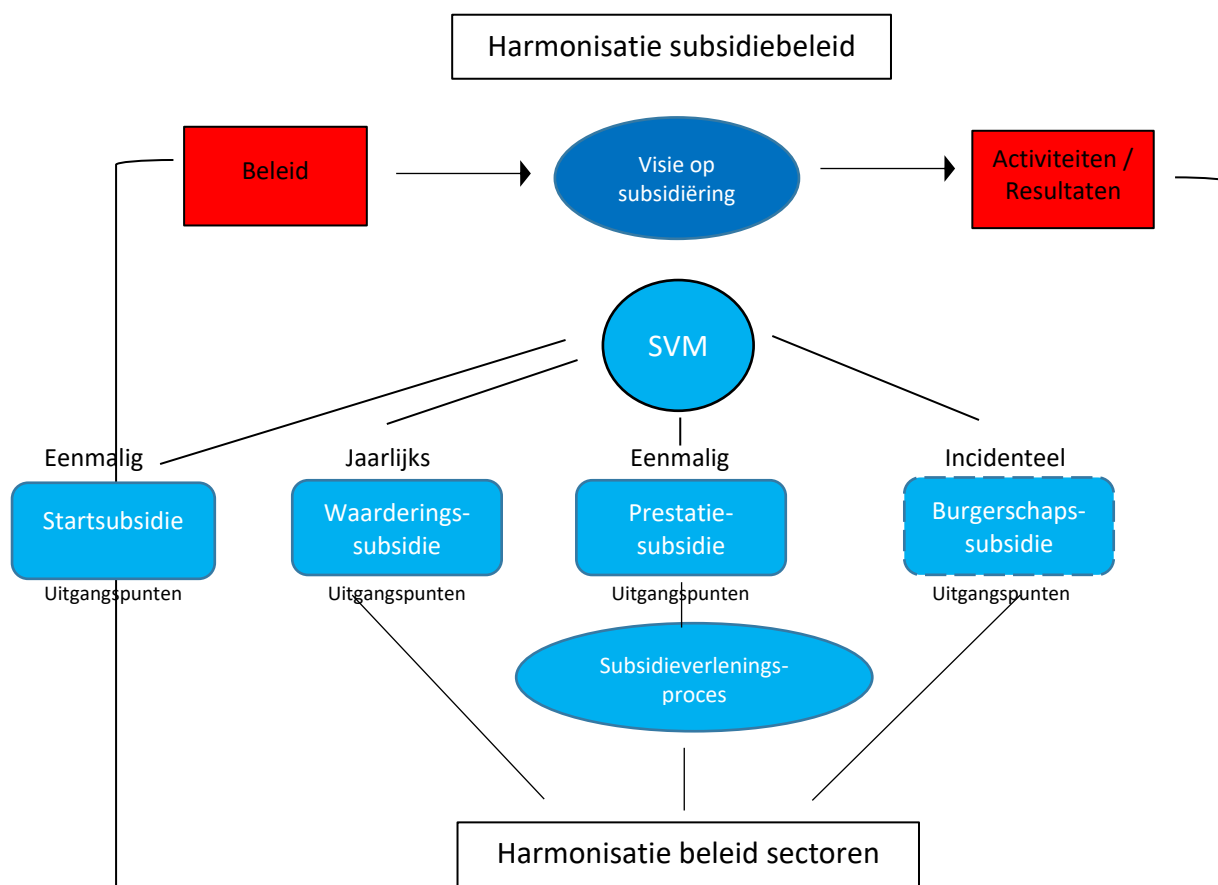 Harmonisatie subsidiebeleid
Beleid
Visie op
subsidiëring
Activiteiten /
Resultaten
SVM
Eenmalig
Jaarlijks
Eenmalig
Incidenteel
Startsubsidie
Waarderings-
subsidie
Prestatie-
subsidie
Burgerschaps-
subsidie
Uitgangspunten
Uitgangspunten
Uitgangspunten
Uitgangspunten
Subsidieverlenings-
proces
Harmonisatie beleid sectoren